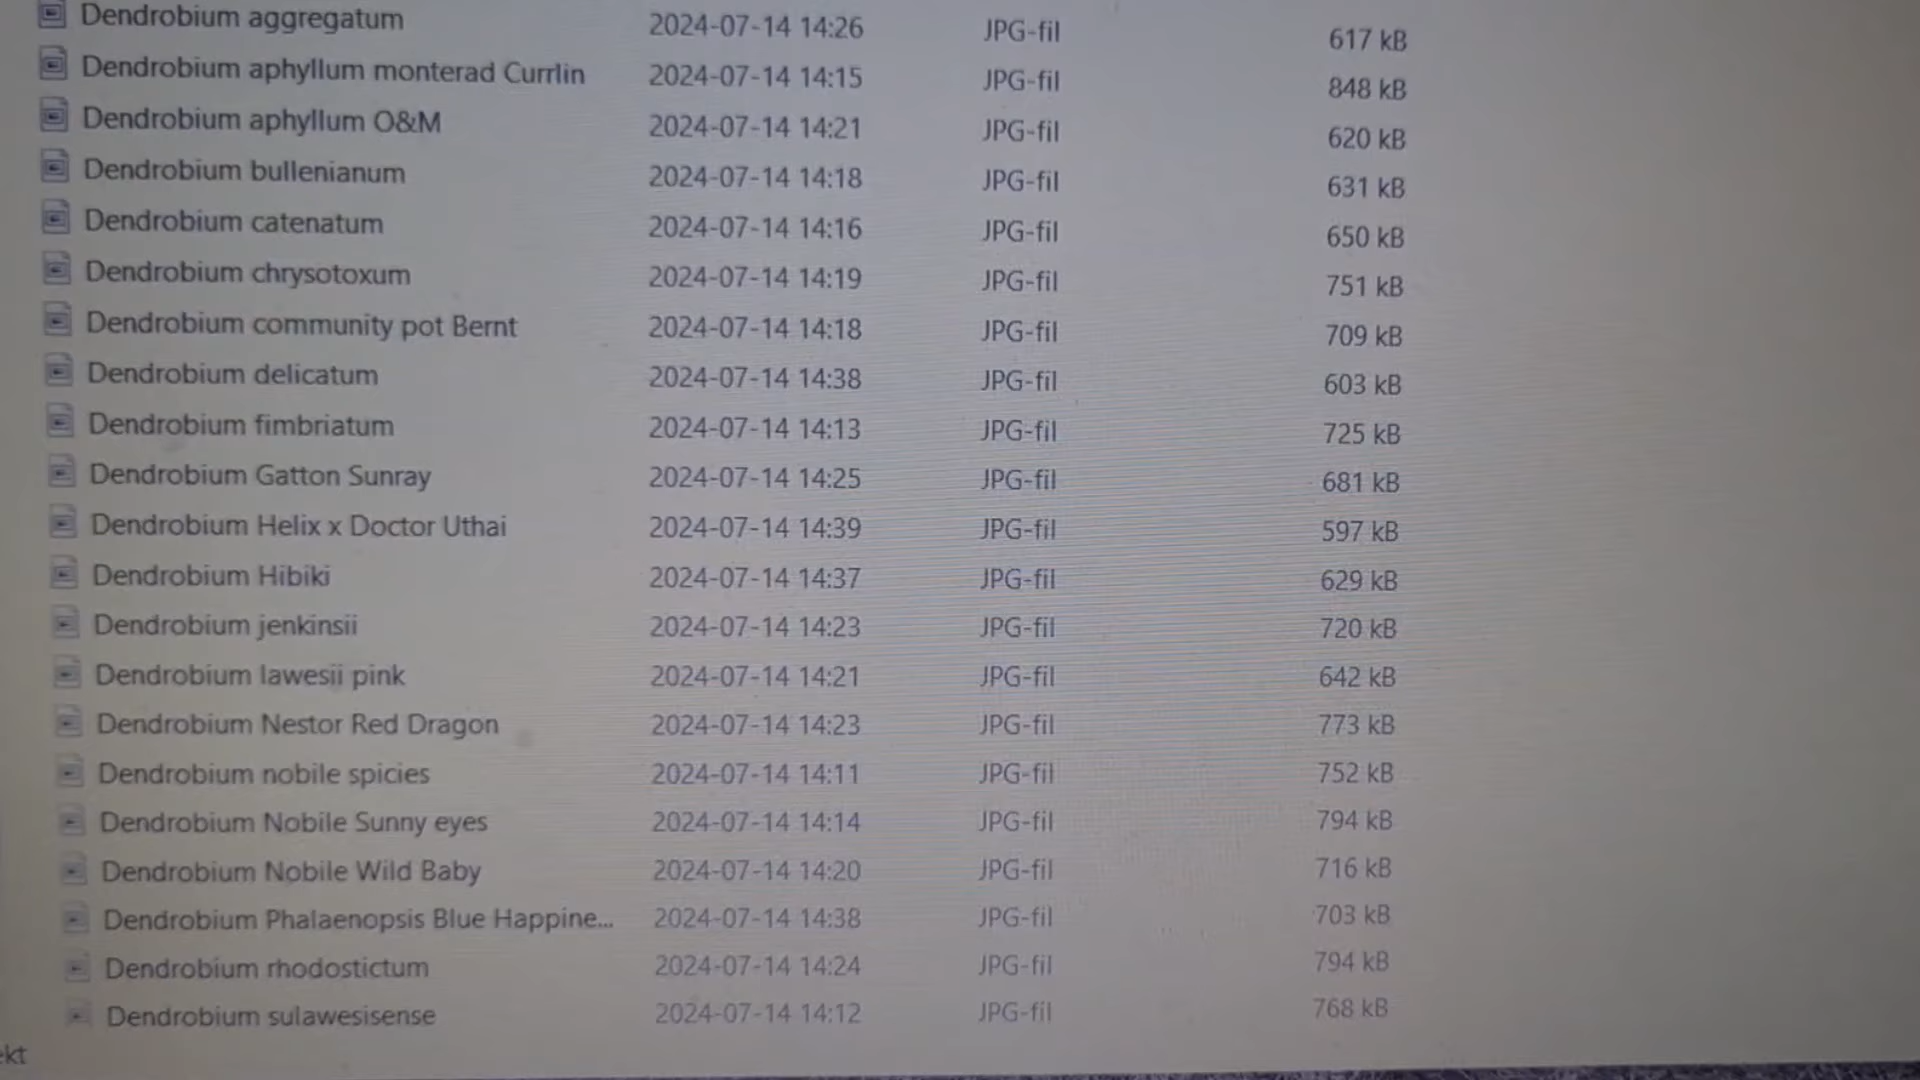 Dendrobium aggregatum 2024-07-14 14:26 JPG-fil 617 kB
Dendrobium aphyllum monterad Currlin 2024-07-14 14:15 JPG-fil 848 kB
Dendrobium aphyllum O&M 2024-07-14 14:21 JPG-fil 620 kB
Dendrobium bullenianum 2024-07-14 14:18 JPG-fil 631 kB
Dendrobium catenatum 2024-07-14 14:16 JPG-fil 650 kB
Dendrobium chrysotoxum 2024-07-14 14:19 JPG-fil 751 kB
Dendrobium community pot Bernt 2024-07-14 14:18 JPG-fil 709 kB
Dendrobium delicatum 2024-07-14 14:38 JPG-fil 603 kB
Dendrobium fimbriatum 2024-07-14 14:13 JPG-fil 725 kB
Dendrobium Gatton Sunray 2024-07-14 14:25 JPG-fil 681 kB
Dendrobium Helix x Doctor Uthai 2024-07-14 14:39 JPG-fil 597 kB
Dendrobium Hibiki 2024-07-14 14:37 JPG-fil 629 kB
Dendrobium jenkinsii 2024-07-14 14:23 JPG-fil 720 kB
Dendrobium lawesii pink 2024-07-14 14:21 JPG-fil 642 kB
Dendrobium Nestor Red Dragon 2024-07-14 14:23 JPG-fil 773 kB
Dendrobium nobile spicies 2024-07-14 14:11 JPG-fil 752 kB
Dendrobium Nobile Sunny eyes 2024-07-14 14:14 JPG-fil 794 kB
Dendrobium Nobile Wild Baby 2024-07-14 14:20 JPG-fil 716 kB
Dendrobium Phalaenopsis Blue Happine... 2024-07-14 14:38 JPG-fil 703 kB
Dendrobium rhodostictum 2024-07-14 14:24 JPG-fil 794 kB
Dendrobium sulawesisense 2024-07-14 14:12 JPG-fil 768 kB
ekt